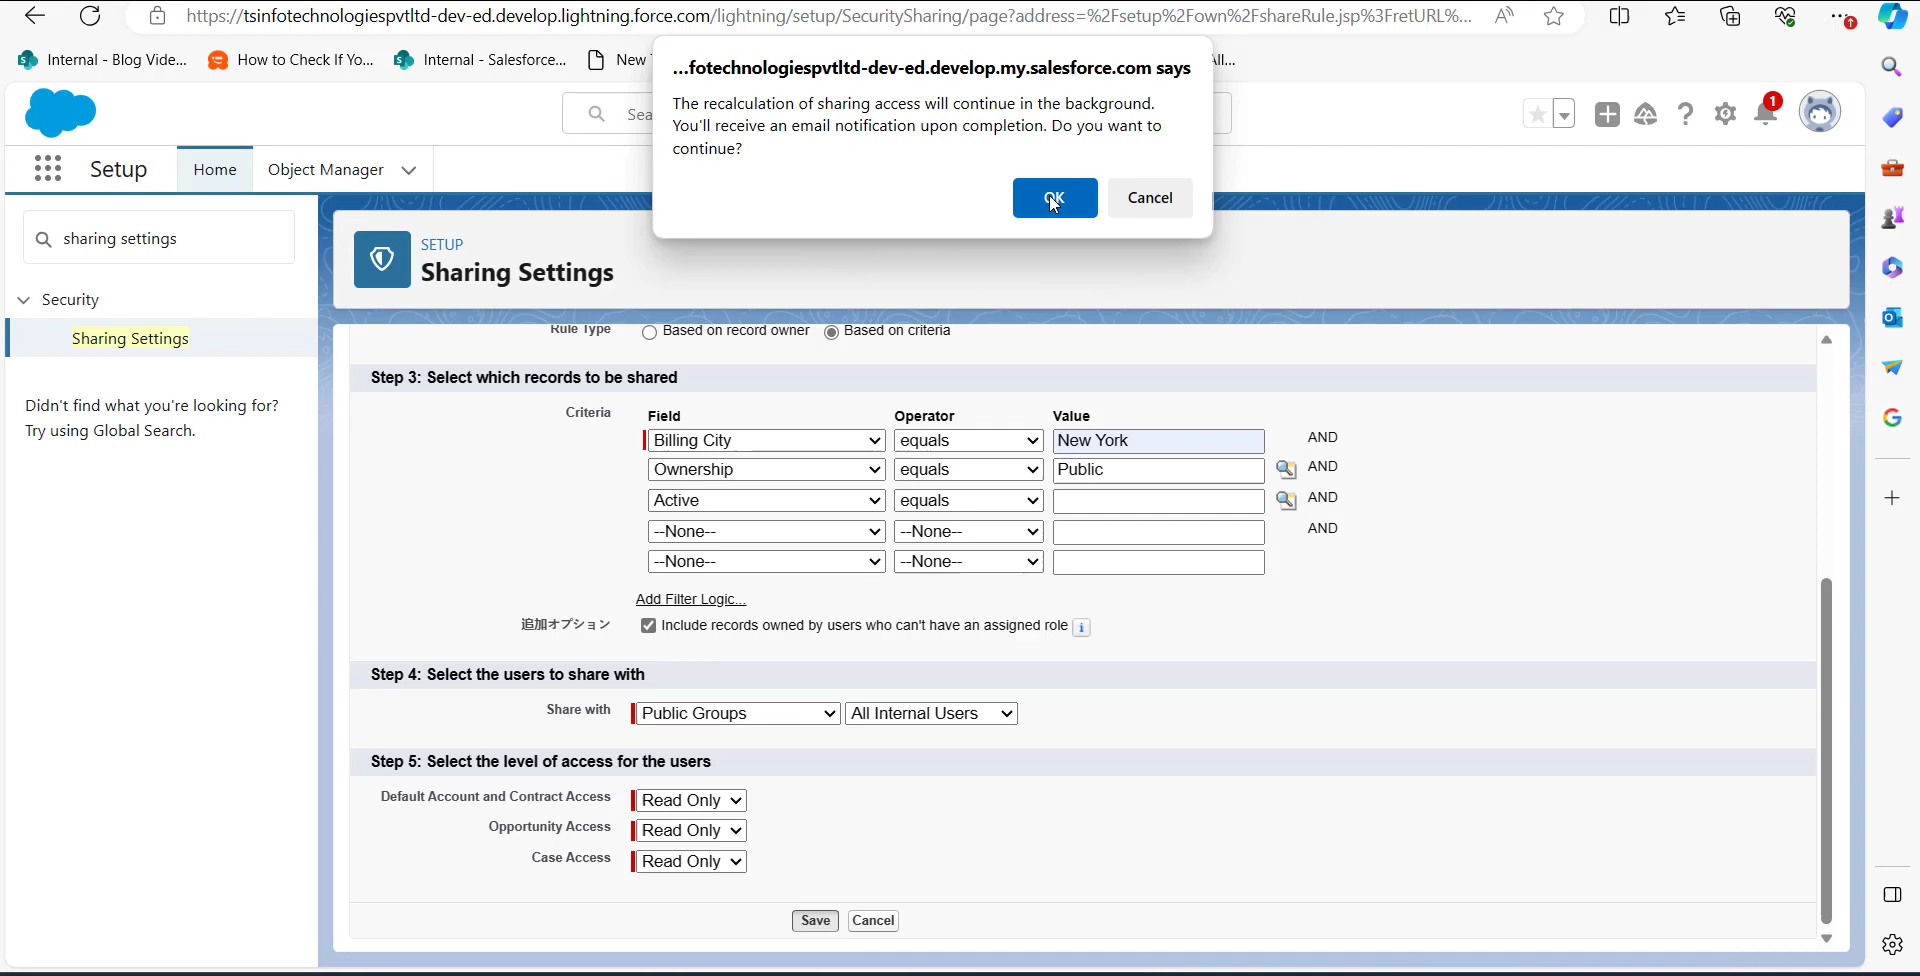 https://tsinfotechnologiespvtltd-dev-ed.develop.lightning.force.com/lightning/setup/SecuritySharing/page?address=%2Fsetup%2Fown%2FshareRule.jsp%3FretURL%...
Internal - Blog Vide...
How to Check If Yo...
Internal - Salesforce...
New
All...
...fotechnologiespvtltd-dev-ed.develop.my.salesforce.com says
The recalculation of sharing access will continue in the background.
You'll receive an email notification upon completion. Do you want to
continue?
OK
Cancel
Sea
1
Setup
Home
Object Manager
sharing settings
Security
Sharing Settings
Didn't find what you're looking for?
Try using Global Search.
SETUP
Sharing Settings
Rule Type
Based on record owner
Based on criteria
Step 3: Select which records to be shared
Criteria
Field
Operator
Value
Billing City
equals
New York
AND
Ownership
equals
Public
AND
Active
equals
AND
--None--
--None--
AND
--None--
--None--
Add Filter Logic...
追加オプション
Include records owned by users who can't have an assigned role
i
Step 4: Select the users to share with
Share with
Public Groups
All Internal Users
Step 5: Select the level of access for the users
Default Account and Contract Access
Read Only
Opportunity Access
Read Only
Case Access
Read Only
Save
Cancel